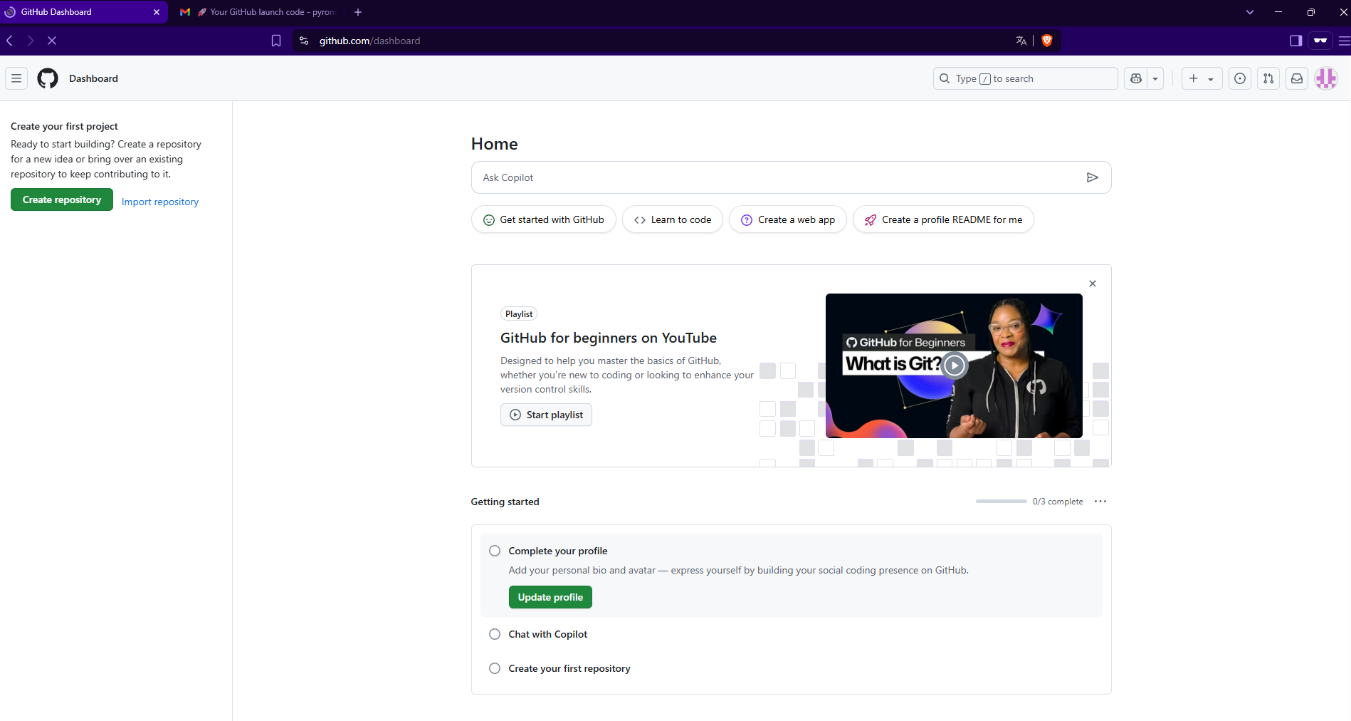 GitHub Dashboard
🚀 Your GitHub launch code - pyron
github.com/dashboard
Dashboard
Type / to search
Create your first project
Ready to start building? Create a repository
for a new idea or bring over an existing
repository to keep contributing to it.
Create repository
Import repository
Home
Ask Copilot
Get started with GitHub
Learn to code
Create a web app
Create a profile README for me
Playlist
GitHub for beginners on YouTube
Designed to help you master the basics of GitHub,
whether you're new to coding or looking to enhance your
version control skills.
Start playlist
GitHub for Beginners
What is Git?
Getting started
0/3 complete
Complete your profile
Add your personal bio and avatar — express yourself by building your social coding presence on GitHub.
Update profile
Chat with Copilot
Create your first repository